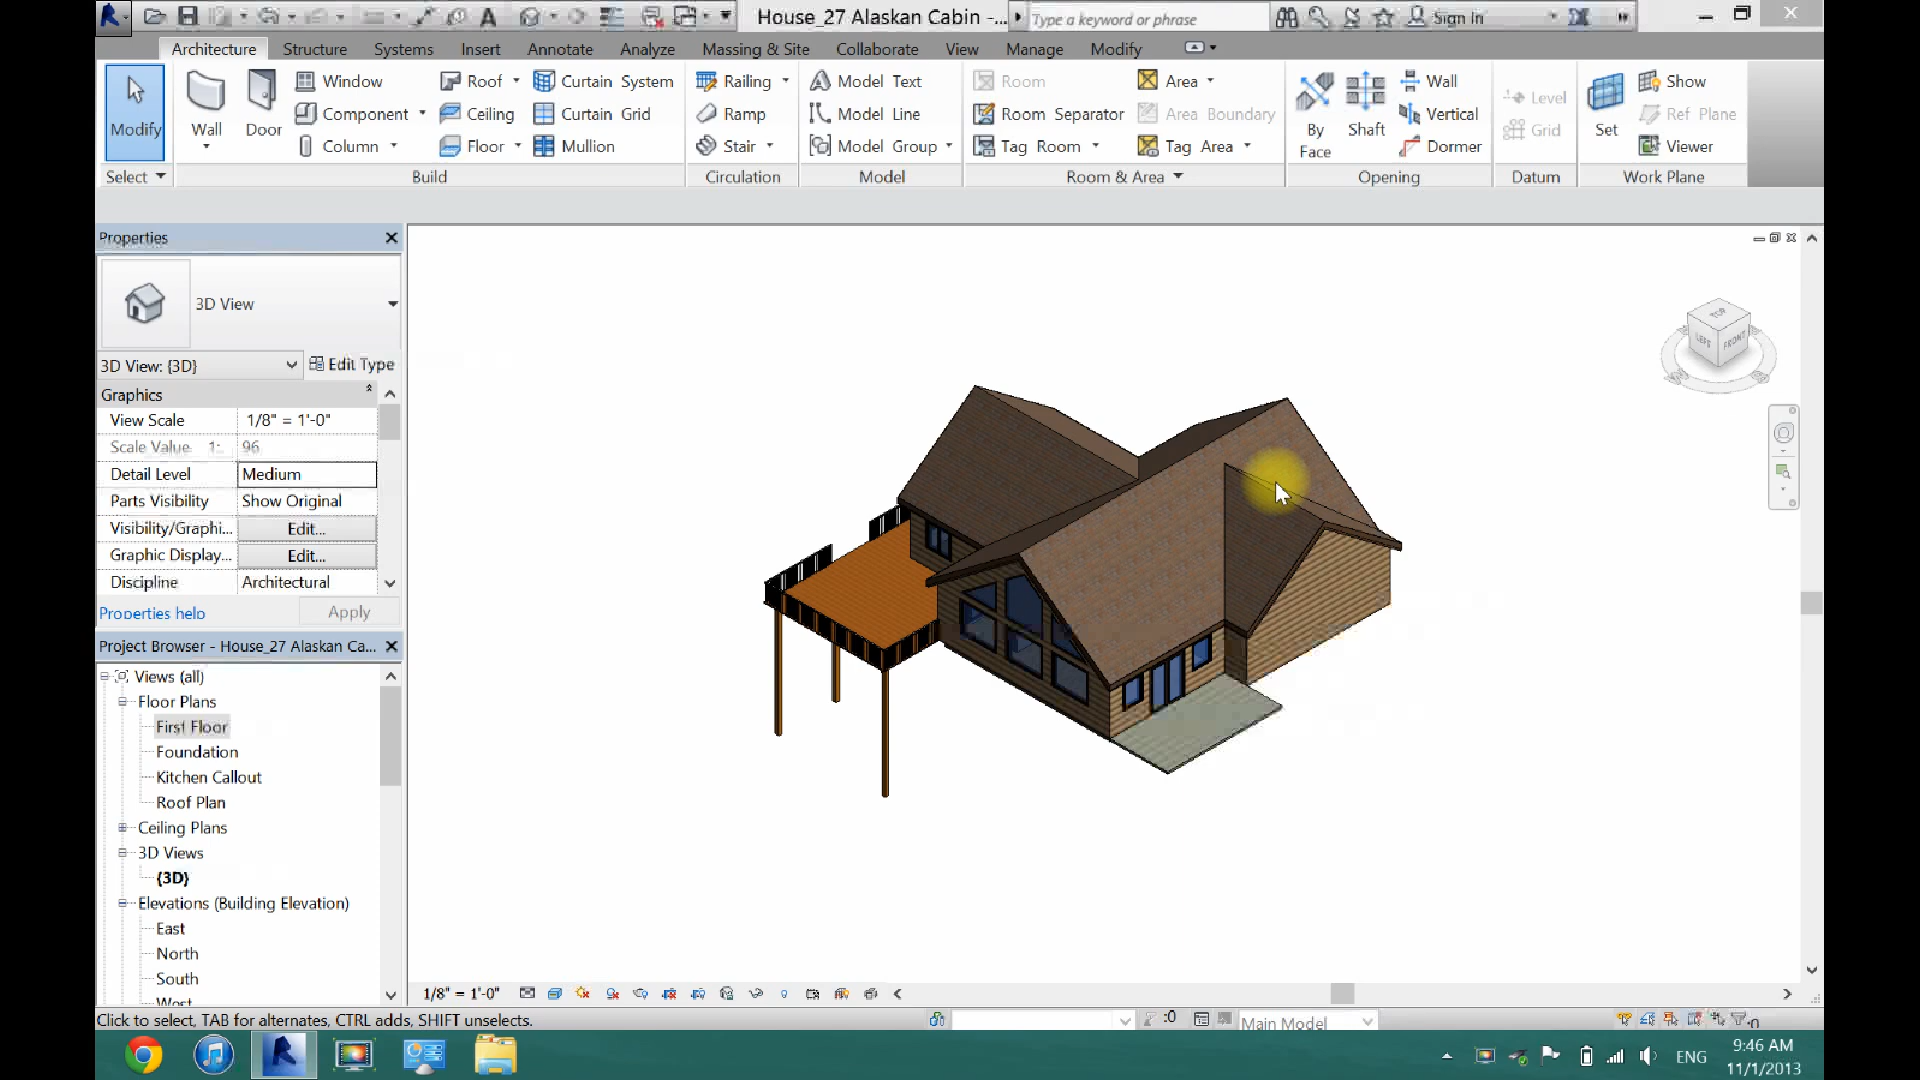 House_27 Alaskan Cabin -...
Type a keyword or phrase
Sign In
Architecture Structure Systems Insert Annotate Analyze Massing & Site Collaborate View Manage Modify
Modify
Wall
Door
Window
Component
Column
Roof
Ceiling
Floor
Curtain System
Curtain Grid
Mullion
Railing
Ramp
Stair
Model Text
Model Line
Model Group
Room
Room Separator
Tag Room
Area
Area Boundary
Tag Area
By
Face
Shaft
Wall
Vertical
Dormer
Level
Grid
Set
Show
Ref Plane
Viewer
Select Build Circulation Model Room & Area Opening Datum Work Plane
Properties
3D View
3D View: {3D} Edit Type
Graphics
View Scale 1/8" = 1'-0"
Scale Value 1: 96
Detail Level Medium
Parts Visibility Show Original
Visibility/Graphi... Edit...
Graphic Display... Edit...
Discipline Architectural
Properties help Apply
Project Browser - House_27 Alaskan Ca...
Views (all)
Floor Plans
First Floor
Foundation
Kitchen Callout
Roof Plan
Ceiling Plans
3D Views
{3D}
Elevations (Building Elevation)
East
North
South
West
TOP
LEFT FRONT
1/8" = 1'-0"
Click to select, TAB for alternates, CTRL adds, SHIFT unselects.
:0
Main Model
:0
ENG
9:46 AM
11/1/2013